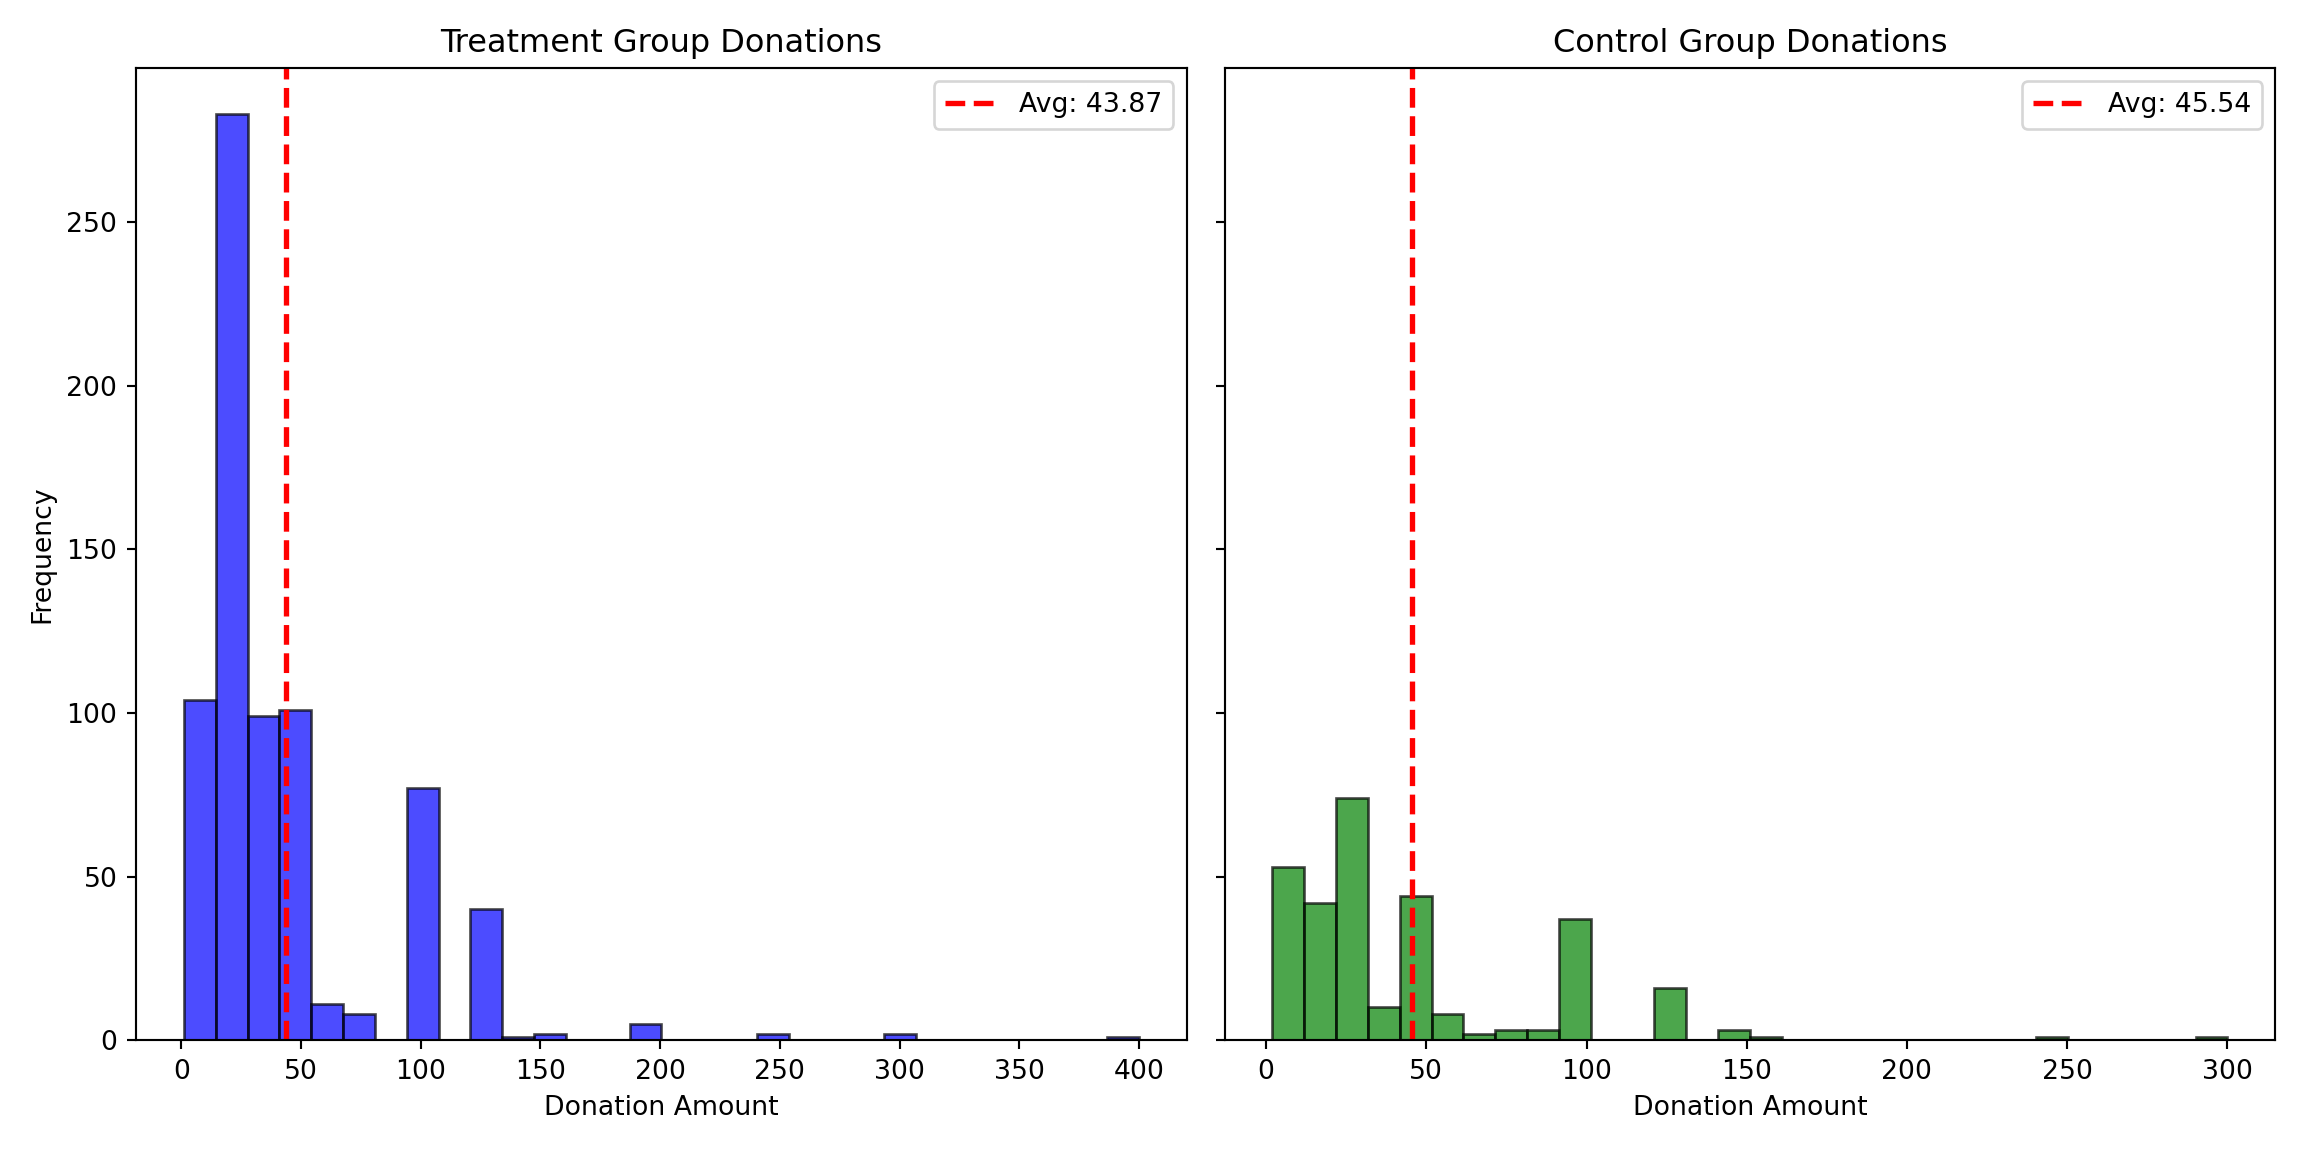 Treatment Group Donations
Avg: 43.87
250
200
150
100
50
0
Frequency
0 50 100 150 200 250 300 350 400
Donation Amount
Control Group Donations
Avg: 45.54
0 50 100 150 200 250 300
Donation Amount